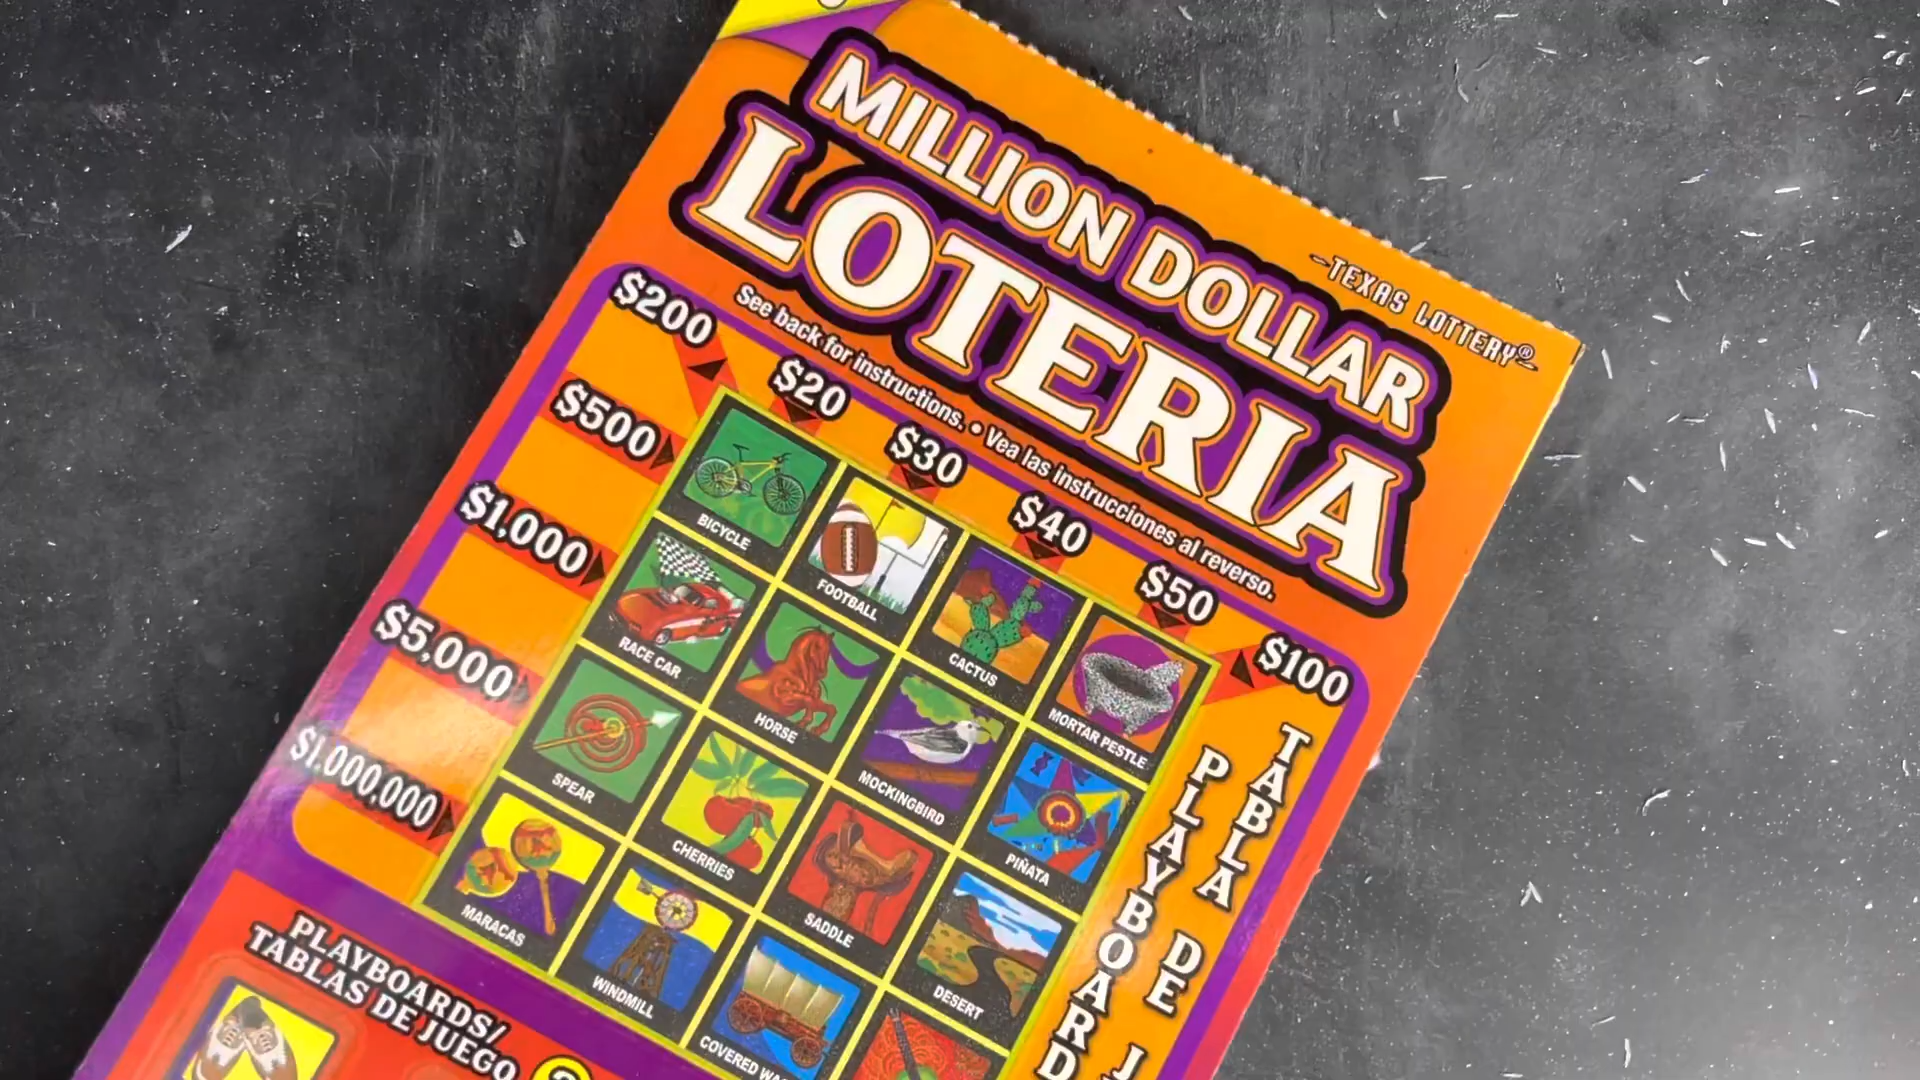 MILLION DOLLAR
LOTERIA
–TEXAS LOTTERY®–
See back for instructions. • Vea las instrucciones al reverso.
$200
$20
$30
$40
$50
$100
$500
$1,000
$5,000
$1,000,000
BICYCLE
FOOTBALL
CACTUS
MORTAR PESTLE
RACE CAR
HORSE
MOCKINGBIRD
PIÑATA
SPEAR
CHERRIES
SADDLE
DESERT
MARACAS
WINDMILL
COVERED
TABLA DE
PLAYBOARD
PLAYBOARDS/
TABLAS DE JUEGO